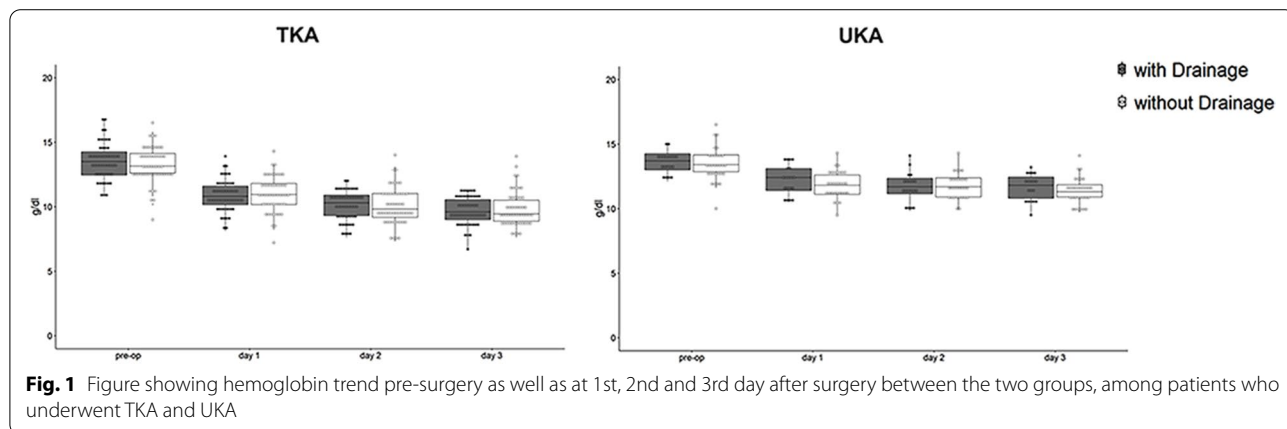 TKA
UKA
with Drainage
without Drainage
20
15
10
5
0
g/dl
pre-op
day 1
day 2
day 3
20
15
10
5
0
g/dl
pre-op
day 1
day 2
day 3
Fig. 1 Figure showing hemoglobin trend pre-surgery as well as at 1st, 2nd and 3rd day after surgery between the two groups, among patients who
underwent TKA and UKA